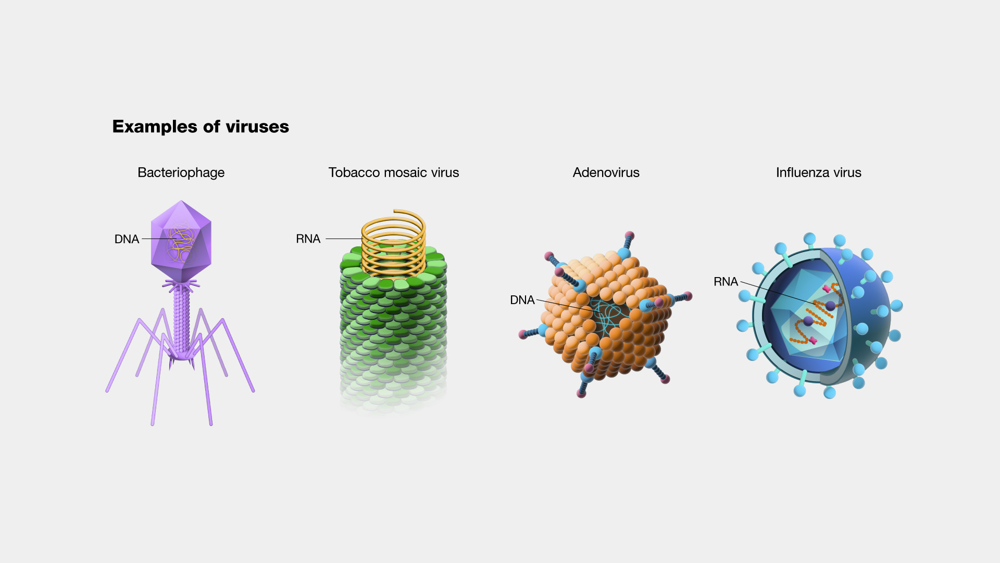 Examples of viruses
Bacteriophage
Tobacco mosaic virus
Adenovirus
Influenza virus
DNA
RNA
DNA
RNA